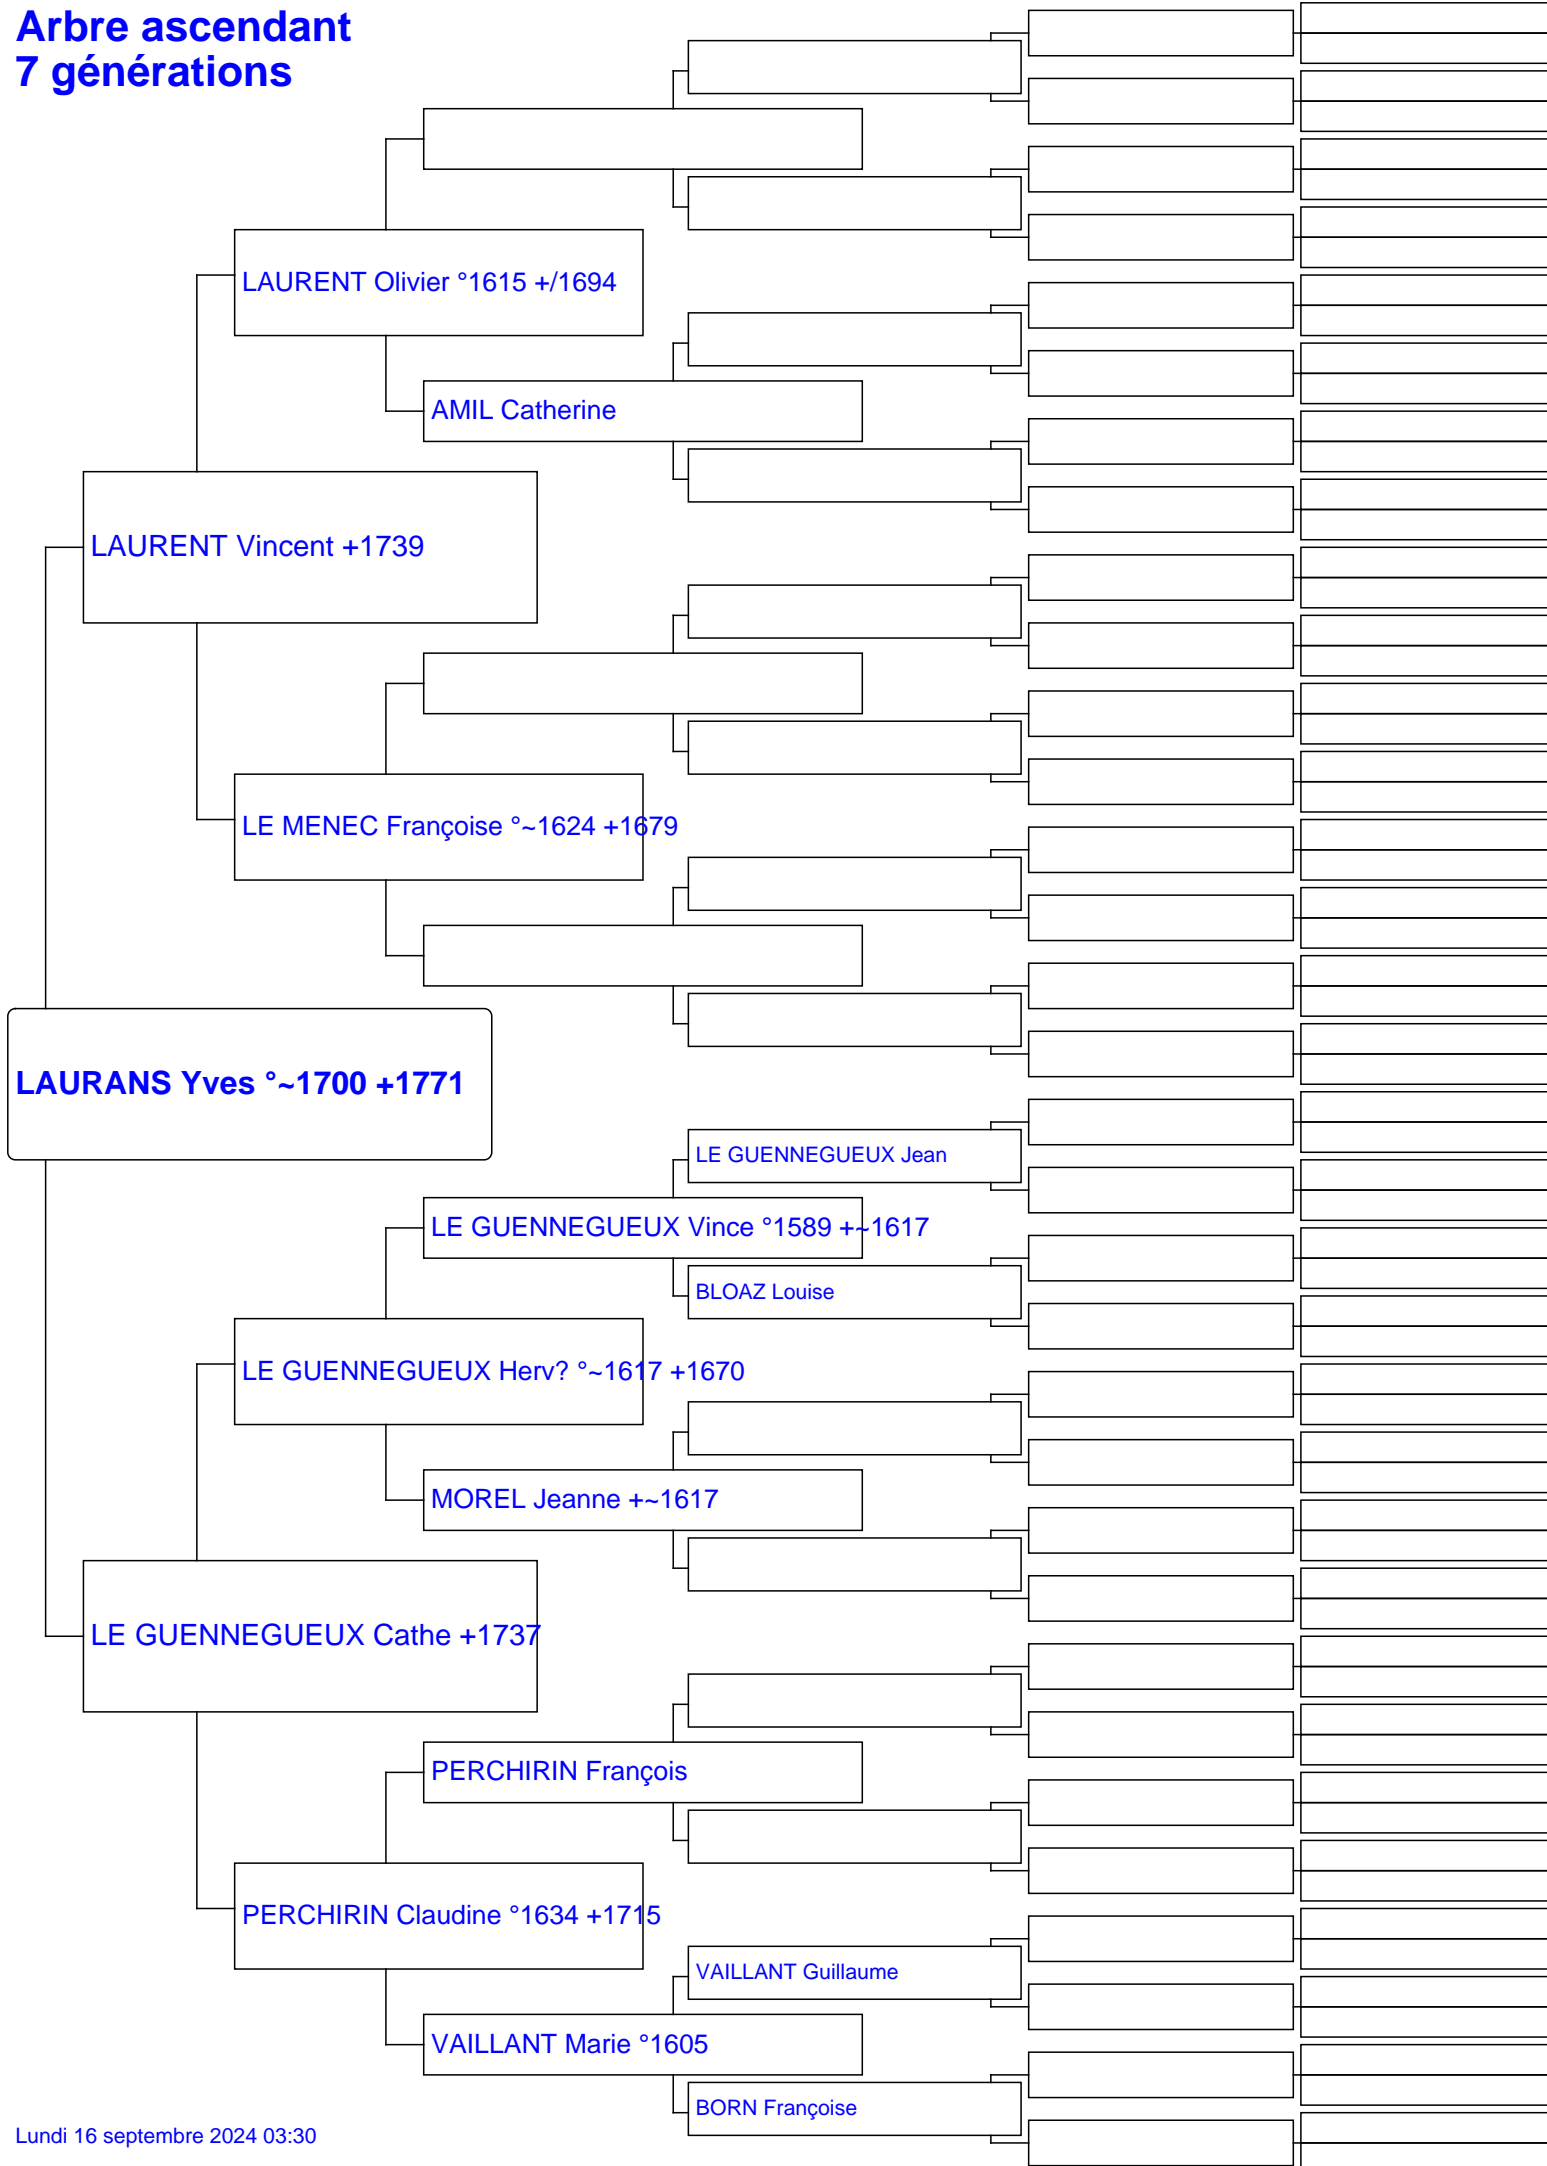 Arbre ascendant
7 générations
LAURENT Olivier °1615 +/1694
AMIL Catherine
LAURENT Vincent +1739
LE MENEC Françoise °~1624 +1679
LAURANS Yves °~1700 +1771
LE GUENNEGUEUX Jean
LE GUENNEGUEUX Vince °1589 +~1617
BLOAZ Louise
LE GUENNEGUEUX Herv? °~1617 +1670
MOREL Jeanne +~1617
LE GUENNEGUEUX Cathe +1737
PERCHIRIN François
PERCHIRIN Claudine °1634 +1715
VAILLANT Guillaume
VAILLANT Marie °1605
BORN Françoise
Lundi 16 septembre 2024 03:30